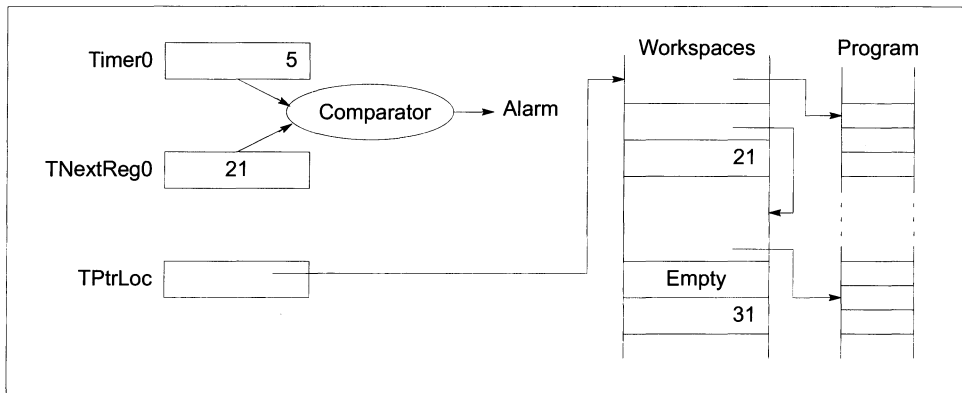 Workspaces
Program
Timer0
5
Comparator
Alarm
TNextReg0
21
21
TPtrLoc
Empty
31